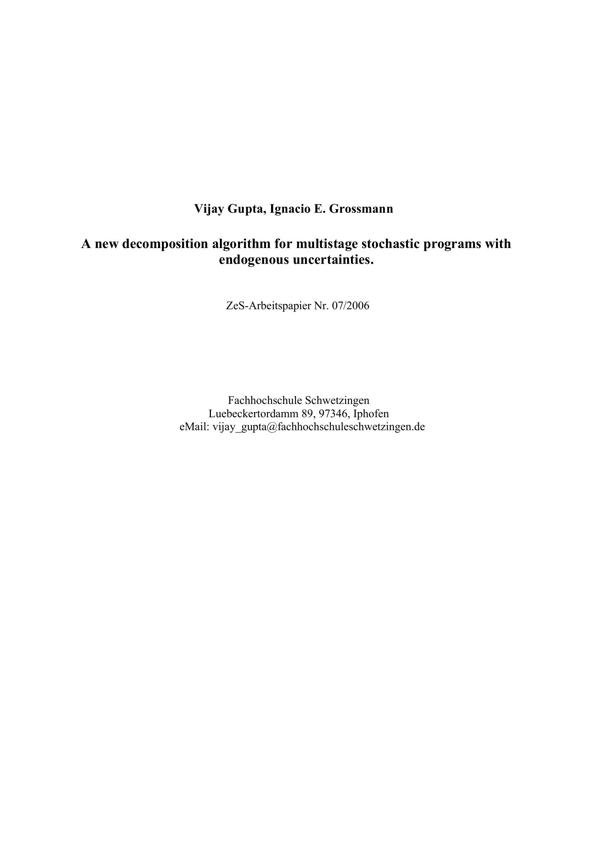 Vijay Gupta, Ignacio E. Grossmann
A new decomposition algorithm for multistage stochastic programs with
endogenous uncertainties.
ZeS-Arbeitspapier Nr. 07/2006
Fachhochschule Schwetzingen
Luebeckertordamm 89, 97346, Iphofen
eMail: vijay_gupta@fachhochschuleschwetzingen.de